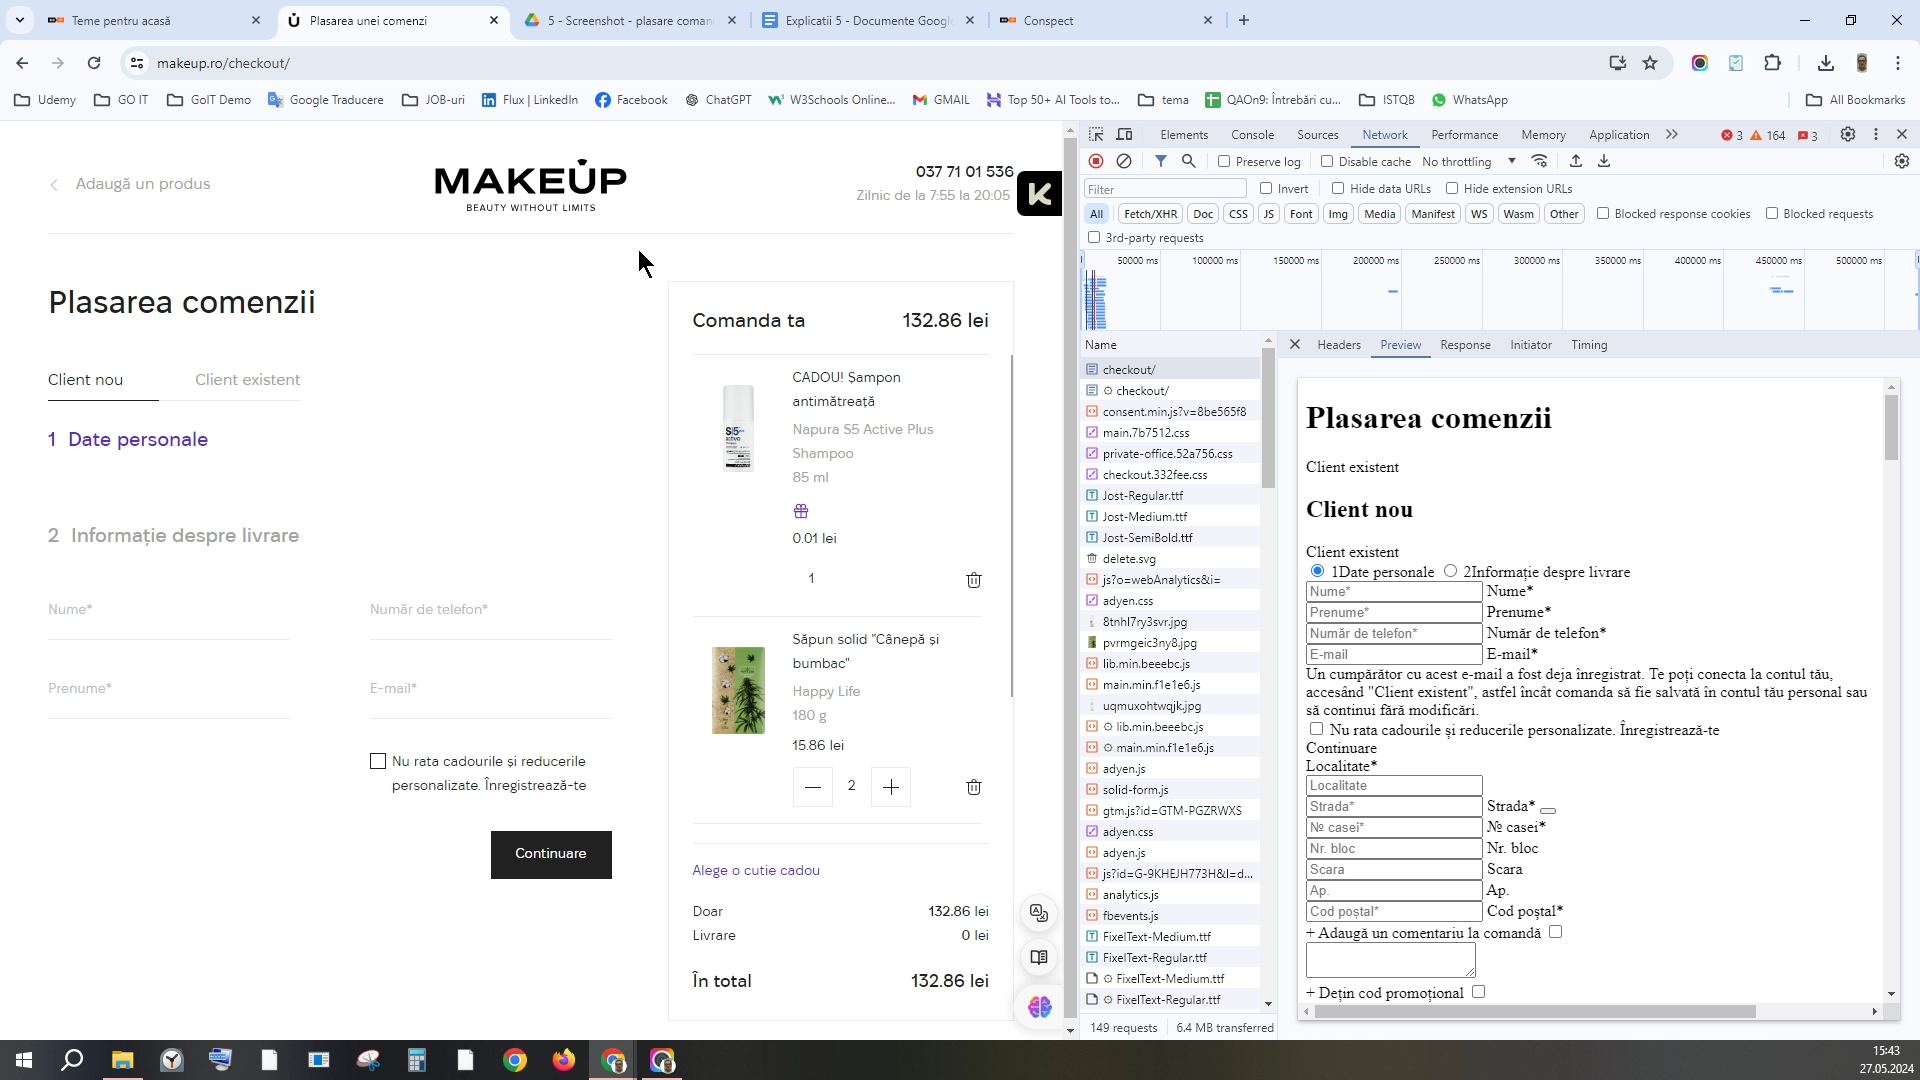 Teme pentru acasă
Plasarea unei comenzi
5 - Screenshot - plasare coman
Explicatii 5 - Documente Googl
Conspect
makeup.ro/checkout/
Udemy
GO IT
GoIT Demo
Google Traducere
JOB-uri
Flux | LinkedIn
Facebook
ChatGPT
W3Schools Online...
GMAIL
Top 50+ AI Tools to...
tema
QAOn9: Întrebări cu...
ISTQB
WhatsApp
All Bookmarks
Adaugă un produs
MAKEUP
BEAUTY WITHOUT LIMITS
037 71 01 536
Zilnic de la 7:55 la 20:05
K
Plasarea comenzii
Client nou
Client existent
1 Date personale
2 Informație despre livrare
Nume*
Număr de telefon*
Prenume*
E-mail*
Nu rata cadourile și reducerile
personalizate. Înregistrează-te
Continuare
Comanda ta
132.86 lei
CADOU! Șampon
antimătreață
Napura S5 Active Plus
Shampoo
85 ml
0.01 lei
1
Săpun solid "Cânepă și
bumbac"
Happy Life
180 g
15.86 lei
2
Alege o cutie cadou
Doar
132.86 lei
Livrare
0 lei
În total
132.86 lei
Elements
Console
Sources
Network
Performance
Memory
Application
3
164
3
Preserve log
Disable cache
No throttling
Filter
Invert
Hide data URLs
Hide extension URLs
All
Fetch/XHR
Doc
CSS
JS
Font
Img
Media
Manifest
WS
Wasm
Other
Blocked response cookies
Blocked requests
3rd-party requests
50000 ms
100000 ms
150000 ms
200000 ms
250000 ms
300000 ms
350000 ms
400000 ms
450000 ms
500000 ms
Name
checkout/
checkout/
consent.min.js?v=8be565f8
main.7b7512.css
private-office.52a756.css
checkout.332fee.css
Jost-Regular.ttf
Jost-Medium.ttf
Jost-SemiBold.ttf
delete.svg
js?o=webAnalytics&i=
adyen.css
8tnhl7ry3svr.jpg
pvrmgeic3ny8.jpg
lib.min.beeebc.js
main.min.f1e1e6.js
uqmuxohtwqjk.jpg
lib.min.beeebc.js
main.min.f1e1e6.js
adyen.js
solid-form.js
gtm.js?id=GTM-PGZRWXS
adyen.css
adyen.js
js?id=G-9KHEJH773H&l=d...
analytics.js
fbevents.js
FixelText-Medium.ttf
FixelText-Regular.ttf
FixelText-Medium.ttf
FixelText-Regular.ttf
149 requests
6.4 MB transferred
Headers
Preview
Response
Initiator
Timing
Plasarea comenzii
Client existent
Client nou
Client existent
1Date personale
2Informație despre livrare
Nume* Nume*
Prenume* Prenume*
Număr de telefon* Număr de telefon*
E-mail E-mail*
Un cumpărător cu acest e-mail a fost deja înregistrat. Te poți conecta la contul tău,
accesând "Client existent", astfel încât comanda să fie salvată în contul tău personal sau
să continui fără modificări.
Nu rata cadourile și reducerile personalizate. Înregistrează-te
Continuare
Localitate*
Localitate
Strada* Strada*
№ casei* № casei*
Nr. bloc Nr. bloc
Scara Scara
Ap. Ap.
Cod poștal* Cod poștal*
+ Adaugă un comentariu la comandă
+ Dețin cod promoțional
15:43
27.05.2024